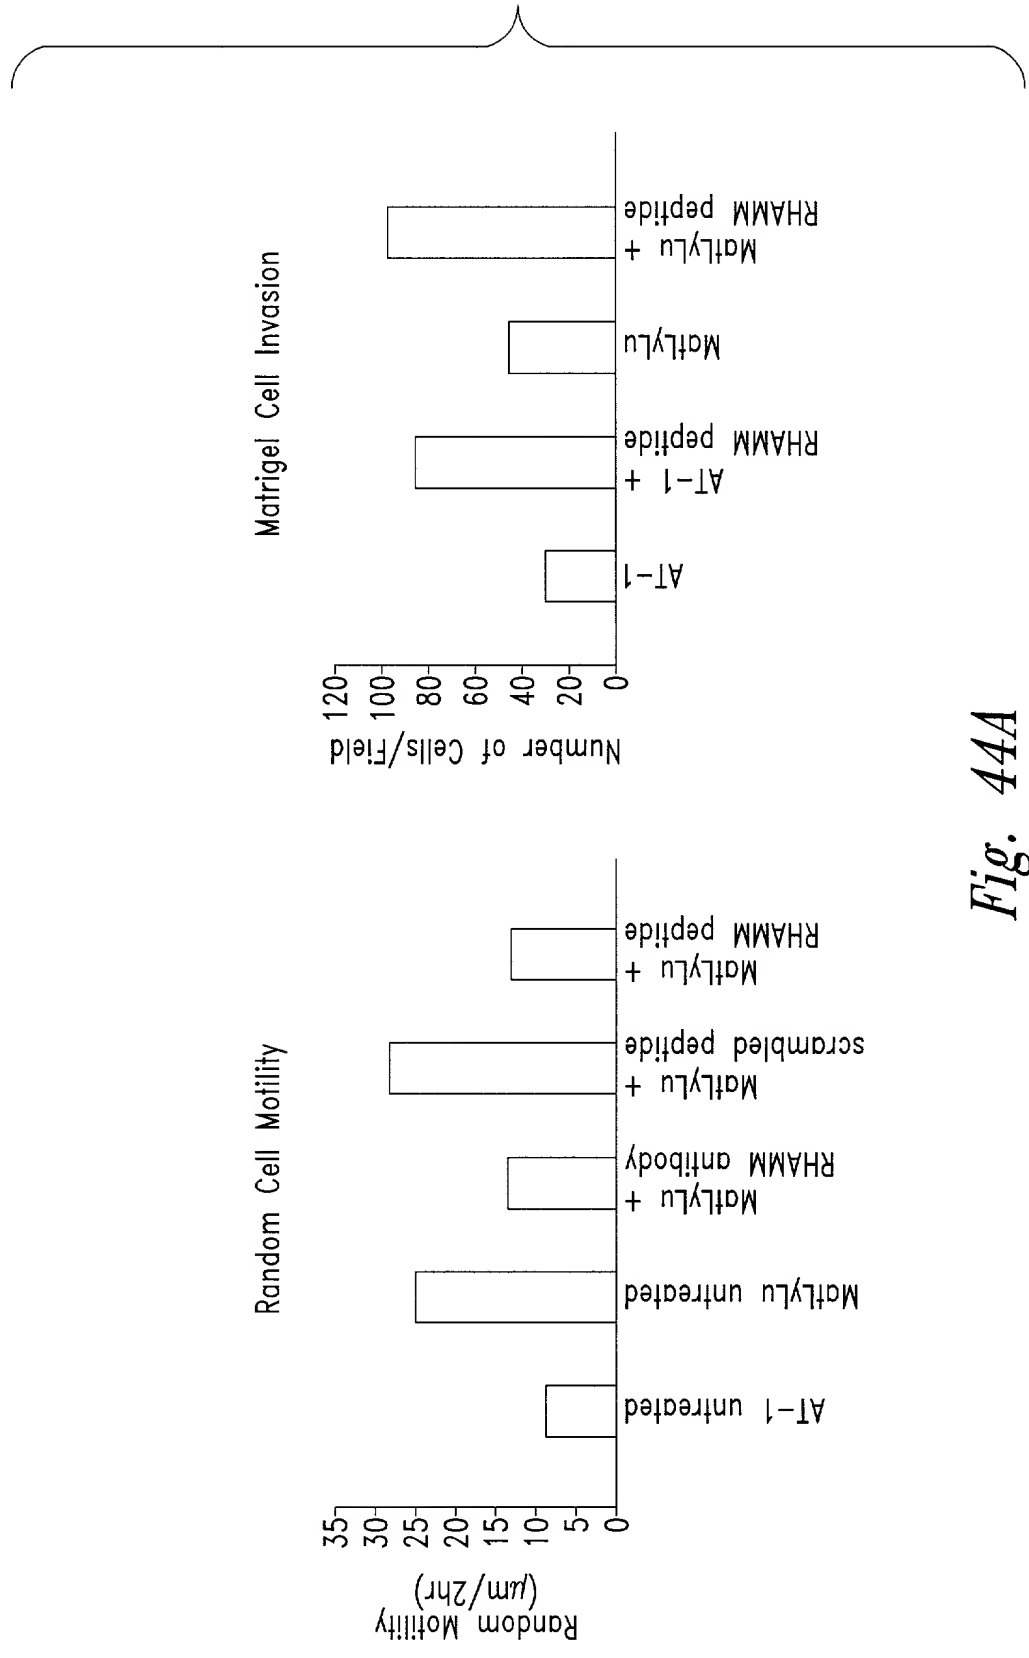 Random Cell Motility
Random Motility
(μm/2hr)
35
30
25
20
15
10
5
0
AT-1 untreated
MatLyLu untreated
MatLyLu +
RHAMM antibody
MatLyLu +
scrambled peptide
MatLyLu +
RHAMM peptide
Matrigel Cell Invasion
Number of Cells/Field
120
100
80
60
40
20
0
AT-1
AT-1 +
RHAMM peptide
MatLyLu
MatLyLu +
RHAMM peptide
Fig. 44A